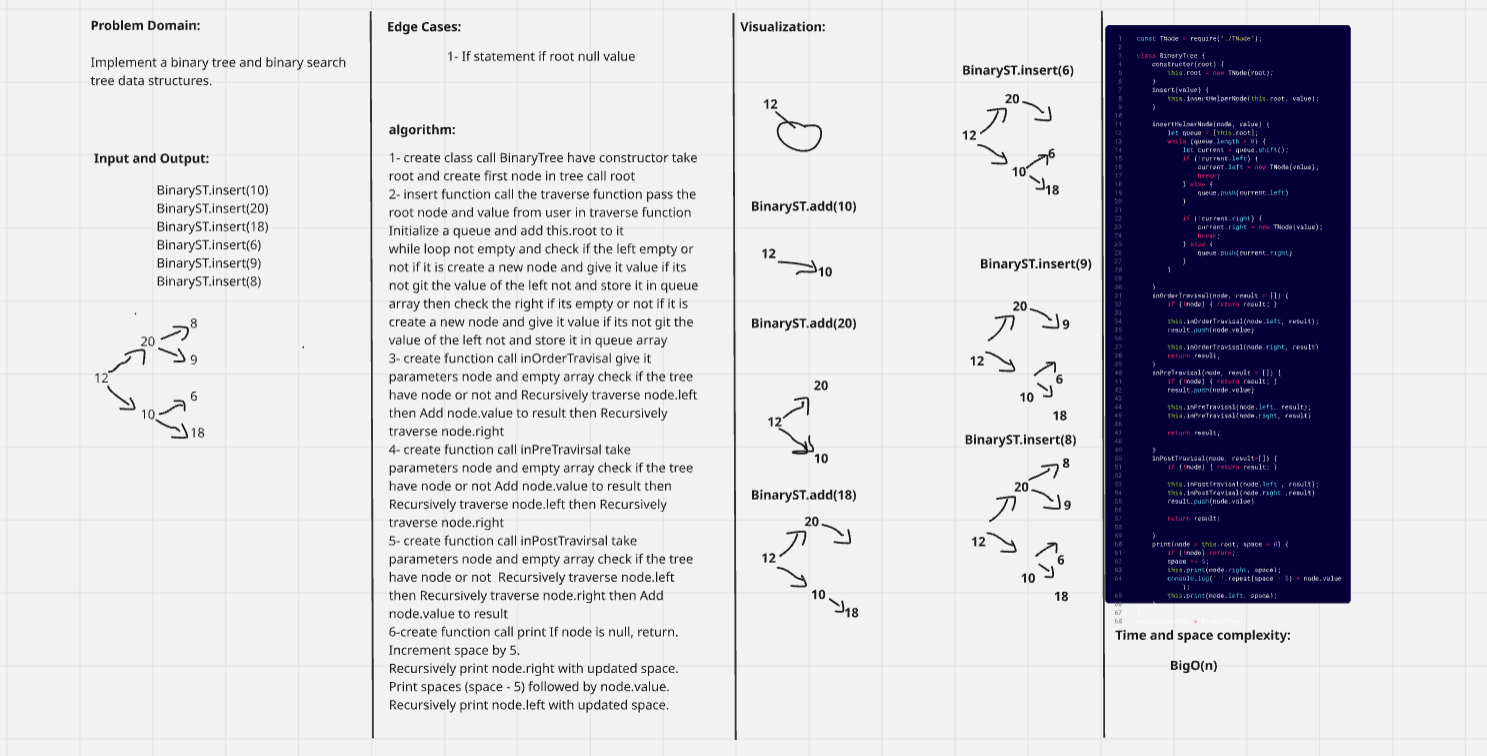 Problem Domain:
Implement a binary tree and binary search
tree data structures.
Input and Output:
BinaryST.insert(10)
BinaryST.insert(20)
BinaryST.insert(18)
BinaryST.insert(6)
BinaryST.insert(9)
BinaryST.insert(8)
8
20
9
12
6
10
18
Edge Cases:
1- If statement if root null value
algorithm:
1- create class call BinaryTree have constructor take
root and create first node in tree call root
2- insert function call the traverse function pass the
root node and value from user in traverse function
Initialize a queue and add this.root to it
while loop not empty and check if the left empty or
not if it is create a new node and give it value if its
not git the value of the left not and store it in queue
array then check the right if its empty or not if it is
create a new node and give it value if its not git the
value of the left not and store it in queue array
3- create function call inOrderTravisal give it
parameters node and empty array check if the tree
have node or not and Recursively traverse node.left
then Add node.value to result then Recursively
traverse node.right
4- create function call inPreTravirsal take
parameters node and empty array check if the tree
have node or not Add node.value to result then
Recursively traverse node.left then Recursively
traverse node.right
5- create function call inPostTravirsal take
parameters node and empty array check if the tree
have node or not  Recursively traverse node.left
then Recursively traverse node.right then Add
node.value to result
6-create function call print If node is null, return.
Increment space by 5.
Recursively print node.right with updated space.
Print spaces (space - 5) followed by node.value.
Recursively print node.left with updated space.
Visualization:
12
BinaryST.add(10)
12
10
BinaryST.add(20)
20
12
10
BinaryST.add(18)
20
12
10
18
BinaryST.insert(6)
20
12
6
10
18
BinaryST.insert(9)
20
9
12
6
10
18
BinaryST.insert(8)
8
20
9
12
6
10
18
1 const TNode = require("./TNode");
2
3 class BinaryTree {
4 constructor(root) {
5 this.root = new TNode(root);
6 }
7 insert(value) {
8 this.insertHelperNode(this.root, value);
9 }
10
11 insertHelperNode(node, value) {
12 let queue = [this.root];
13 while (queue.length > 0) {
14 let current = queue.shift();
15 if (!current.left) {
16 current.left = new TNode(value);
17 break;
18 } else {
19 queue.push(current.left)
20 }
21
22 if (!current.right) {
23 current.right = new TNode(value);
24 break;
25 } else {
26 queue.push(current.right)
27 }
28 }
29
30 }
31 inOrderTravisal(node, result = []) {
32 if (!node) { return result; }
33
34 this.inOrderTravisal(node.left, result);
35 result.push(node.value)
36
37 this.inOrderTravisal(node.right, result)
38 return result;
39 }
40 inPreTravisal(node, result = []) {
41 if (!node) { return result; }
42 result.push(node.value)
43
44 this.inPreTravisal(node.left, result);
45 this.inPreTravisal(node.right, result)
46
47 return result;
48
49 }
50 inPostTravisal(node, result=[]) {
51 if (!node) { return result; }
52
53 this.inPostTravisal(node.left , result);
54 this.inPostTravisal(node.right ,result)
55 result.push(node.value)
56
57 return result;
58
59 }
60 print(node = this.root, space = 0) {
61 if (!node) return;
62 space += 5;
63 this.print(node.right, space);
64 console.log(" ".repeat(space - 5) + node.value
);
65 this.print(node.left, space);
66 }
67
68
Time and space complexity:
BigO(n)